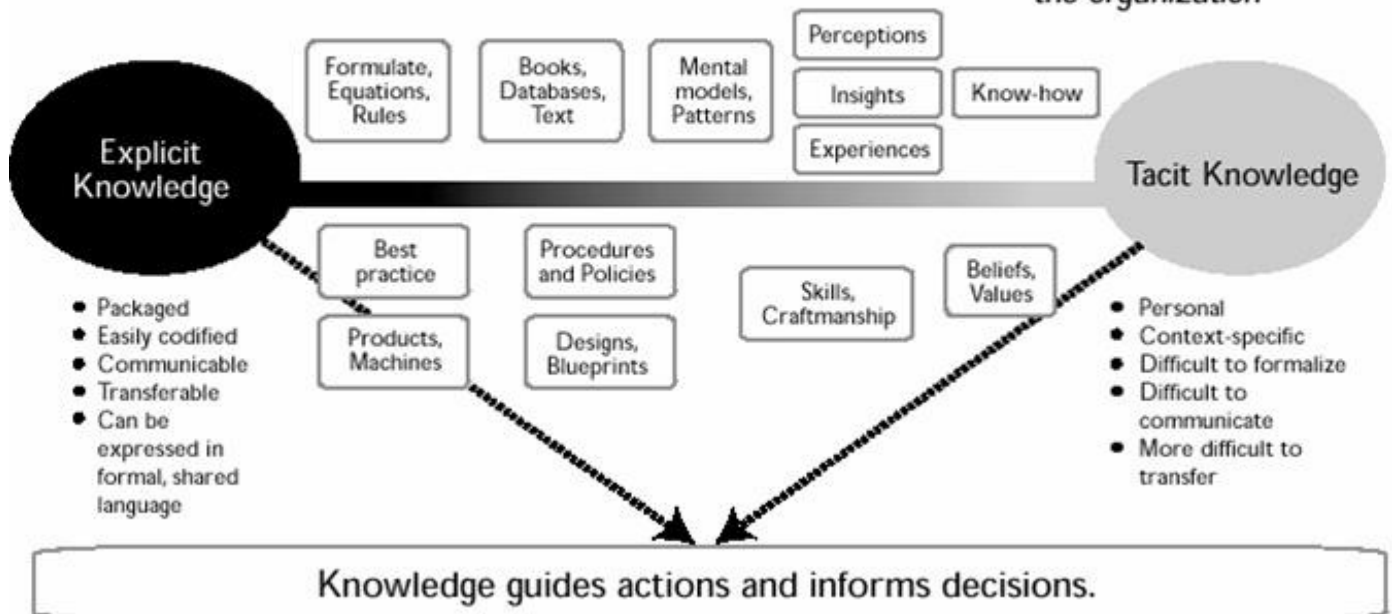 the organization
Perceptions
Formulate,
Equations,
Rules
Books,
Databases,
Text
Mental
models,
Patterns
Insights
Know-how
Experiences
Explicit
Knowledge
Tacit Knowledge
Best
practice
Procedures
and Policies
Skills,
Craftmanship
Beliefs,
Values
Products,
Machines
Designs,
Blueprints
● Packaged
● Easily codified
● Communicable
● Transferable
● Can be
expressed in
formal, shared
language
● Personal
● Context-specific
● Difficult to formalize
● Difficult to
communicate
● More difficult to
transfer
Knowledge guides actions and informs decisions.